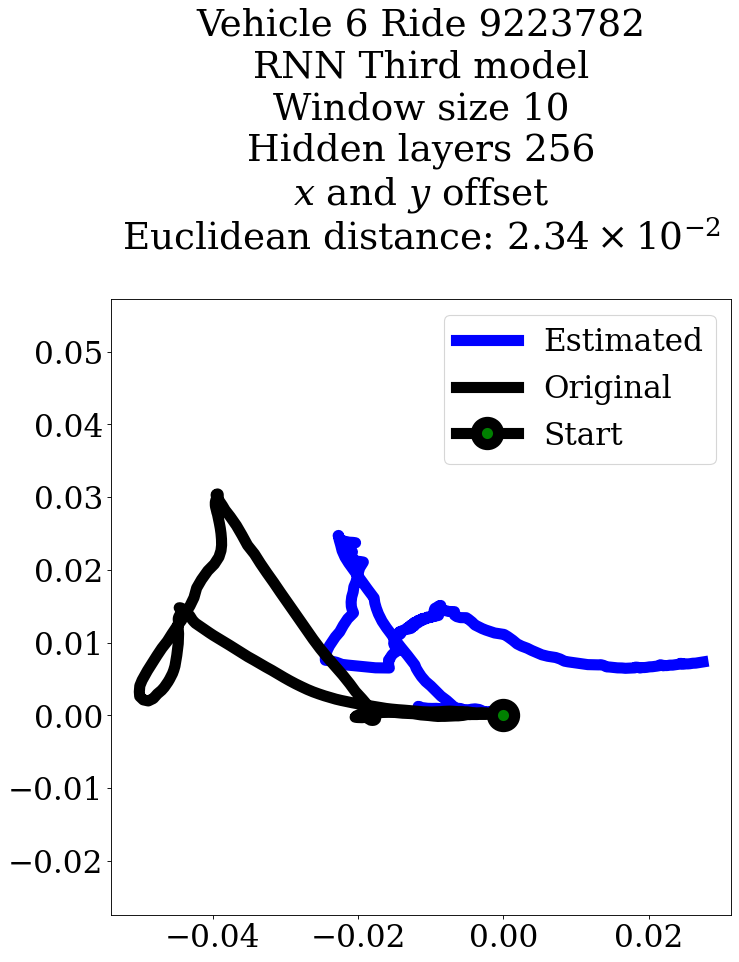 Vehicle 6 Ride 9223782
RNN Third model
Window size 10
Hidden layers 256
x and y offset
Euclidean distance: 2.34 × 10⁻²
Estimated
Original
Start
0.05
0.04
0.03
0.02
0.01
0.00
−0.01
−0.02
−0.04 −0.02 0.00 0.02